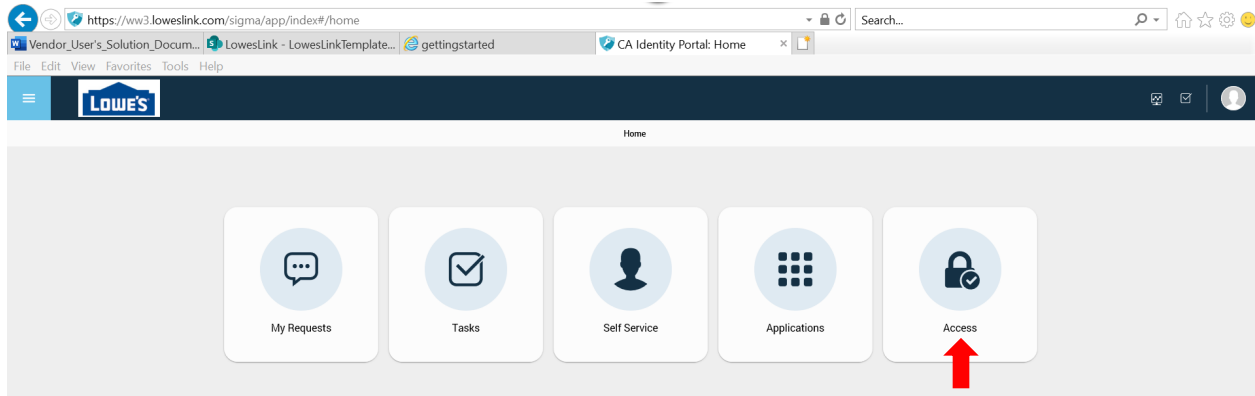 https://ww3.loweslink.com/sigma/app/index#/home
Search...
Vendor_User's_Solution_Docum...
LowesLink - LowesLinkTemplate...
gettingstarted
CA Identity Portal: Home
File Edit View Favorites Tools Help
LOWE'S
Home
My Requests
Tasks
Self Service
Applications
Access